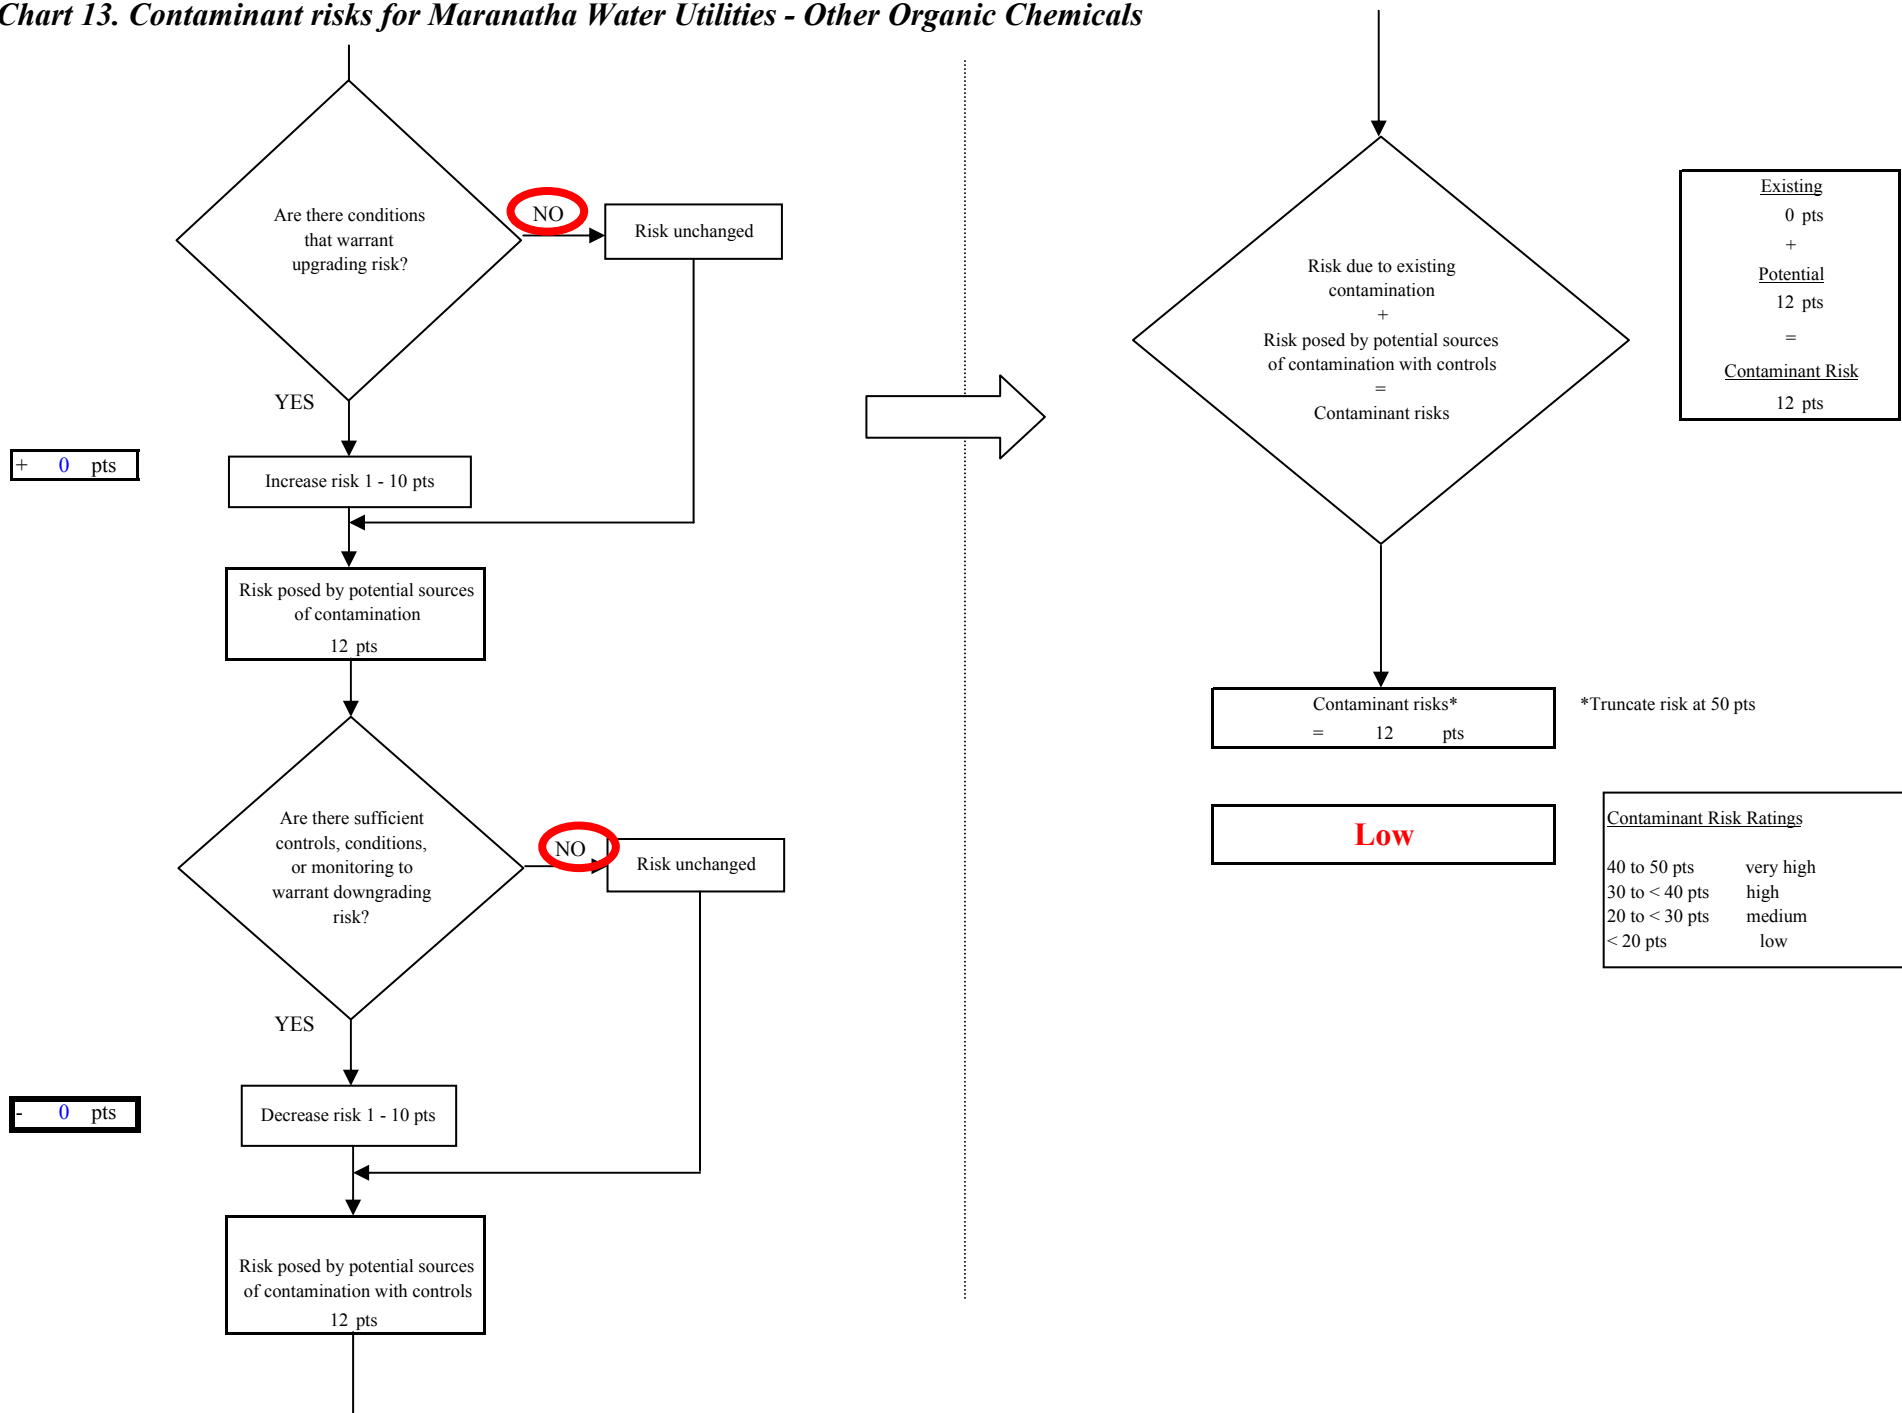 Chart 13. Contaminant risks for Maranatha Water Utilities - Other Organic Chemicals
Are there conditions
that warrant
upgrading risk?
NO
Risk unchanged
YES
+ 0 pts
Increase risk 1 - 10 pts
Risk posed by potential sources
of contamination
12 pts
Are there sufficient
controls, conditions,
or monitoring to
warrant downgrading
risk?
NO
Risk unchanged
YES
- 0 pts
Decrease risk 1 - 10 pts
Risk posed by potential sources
of contamination with controls
12 pts
Risk due to existing
contamination
+
Risk posed by potential sources
of contamination with controls
=
Contaminant risks
Existing
0 pts
+
Potential
12 pts
=
Contaminant Risk
12 pts
Contaminant risks*
= 12 pts
*Truncate risk at 50 pts
Low
Contaminant Risk Ratings
40 to 50 pts very high
30 to < 40 pts high
20 to < 30 pts medium
< 20 pts low